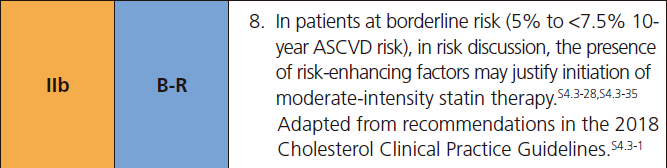 IIb
B-R
8. In patients at borderline risk (5% to <7.5% 10-
year ASCVD risk), in risk discussion, the presence
of risk-enhancing factors may justify initiation of
moderate-intensity statin therapy.S4.3-28,S4.3-35
Adapted from recommendations in the 2018
Cholesterol Clinical Practice Guidelines.S4.3-1